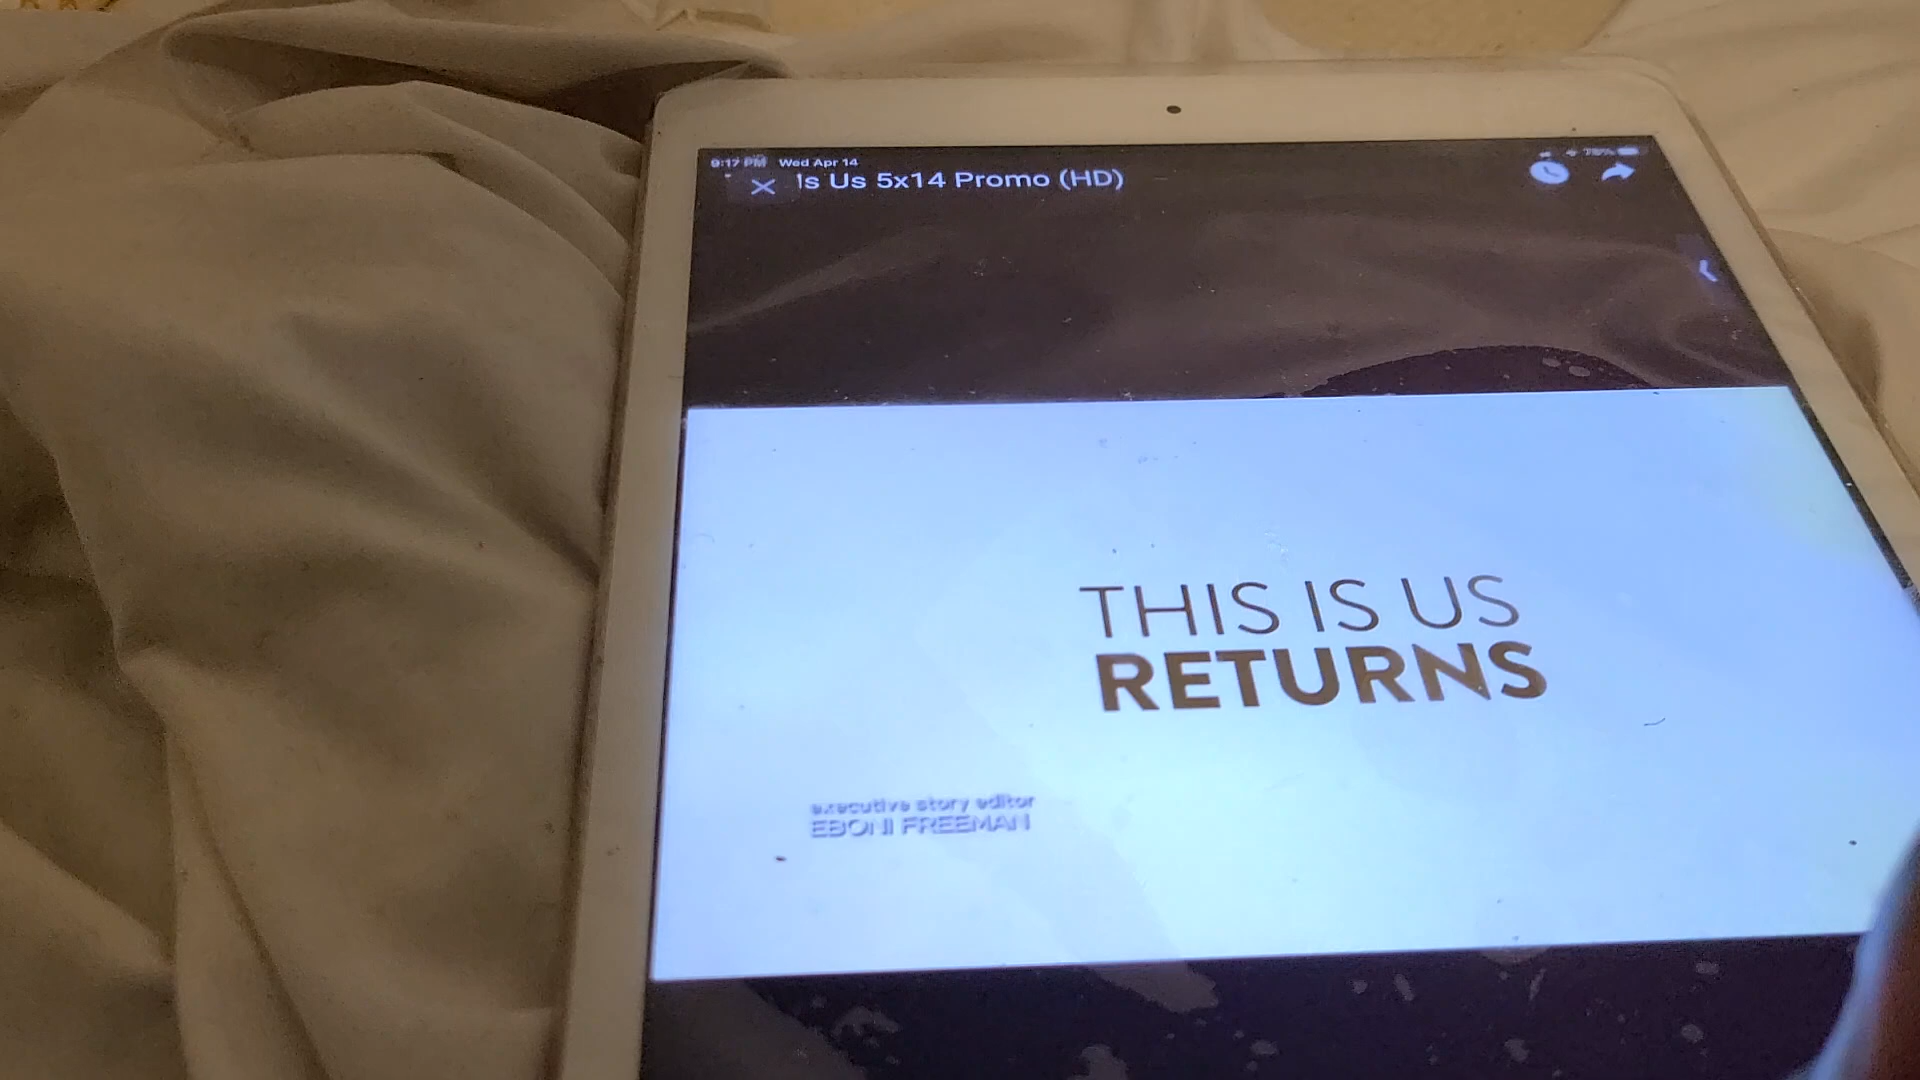 9:17 PM Wed Apr 14
Is Us 5x14 Promo (HD)
THIS IS US
RETURNS
executive story editor
EBONI FREEMAN